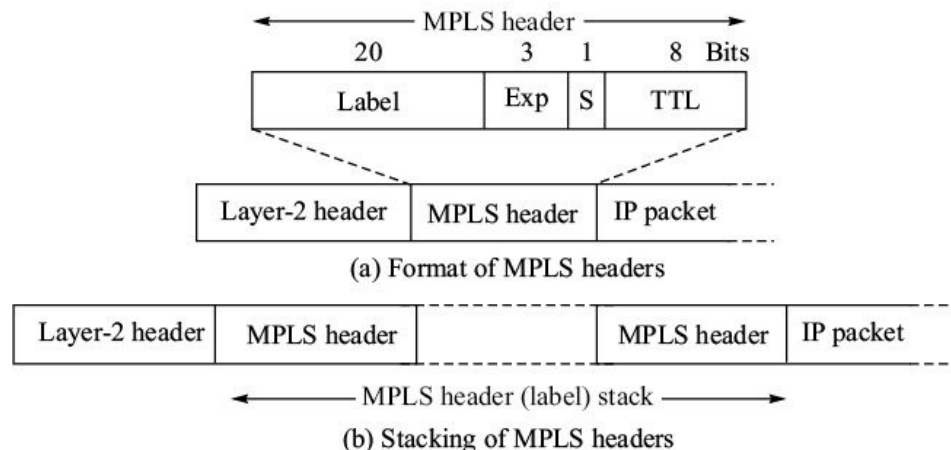 MPLS header
20 3 1 8 Bits
Label Exp S TTL
Layer-2 header MPLS header IP packet
(a) Format of MPLS headers
Layer-2 header MPLS header MPLS header IP packet
MPLS header (label) stack
(b) Stacking of MPLS headers